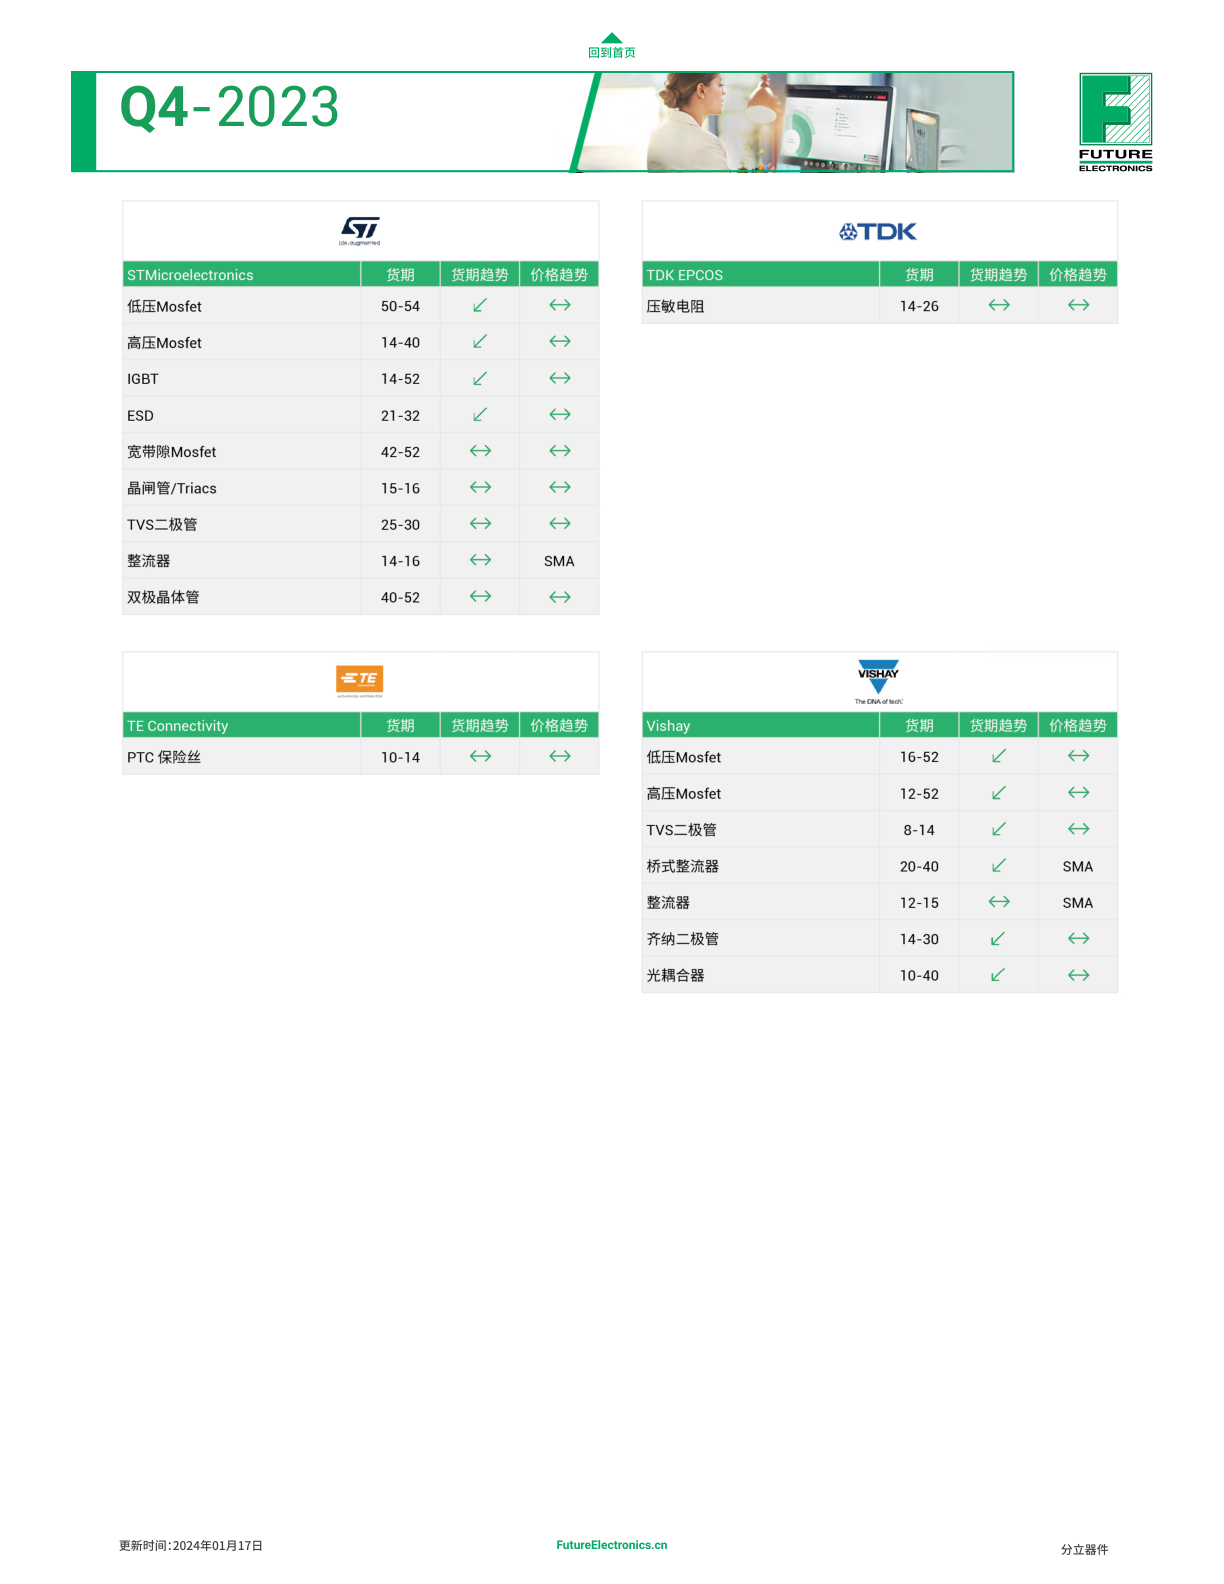 回到首页
Q4-2023
FUTURE
ELECTRONICS
ST
life.augmented
STMicroelectronics 货期 货期趋势 价格趋势
低压Mosfet 50-54 ↙ ↔
高压Mosfet 14-40 ↙ ↔
IGBT 14-52 ↙ ↔
ESD 21-32 ↙ ↔
宽带隙Mosfet 42-52 ↔ ↔
晶闸管/Triacs 15-16 ↔ ↔
TVS二极管 25-30 ↔ ↔
整流器 14-16 ↔ SMA
双极晶体管 40-52 ↔ ↔
TDK
TDK EPCOS 货期 货期趋势 价格趋势
压敏电阻 14-26 ↔ ↔
TE
TE Connectivity 货期 货期趋势 价格趋势
PTC 保险丝 10-14 ↔ ↔
VISHAY
The DNA of tech.
Vishay 货期 货期趋势 价格趋势
低压Mosfet 16-52 ↙ ↔
高压Mosfet 12-52 ↙ ↔
TVS二极管 8-14 ↙ ↔
桥式整流器 20-40 ↙ SMA
整流器 12-15 ↔ SMA
齐纳二极管 14-30 ↙ ↔
光耦合器 10-40 ↙ ↔
更新时间：2024年01月17日
FutureElectronics.cn
分立器件